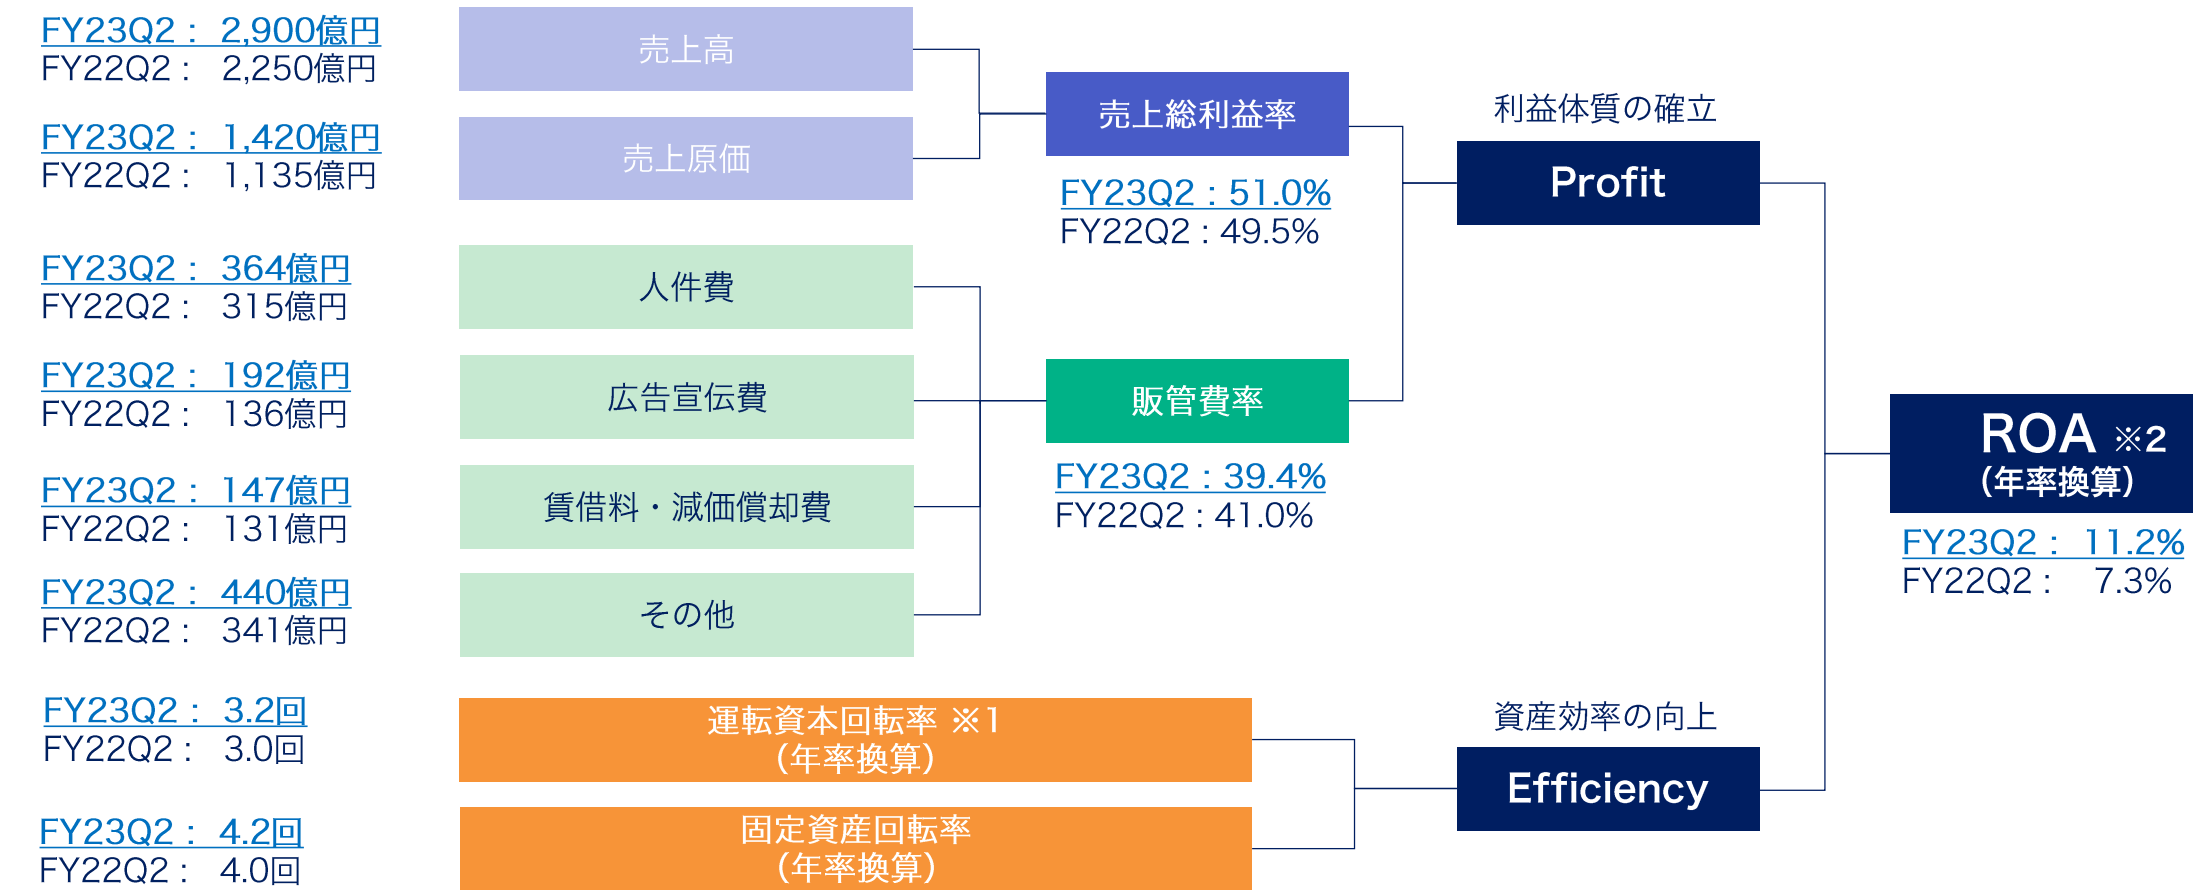 FY23Q2： 2,900億円
FY22Q2： 2,250億円
売上高
FY23Q2： 1,420億円
FY22Q2： 1,135億円
売上原価
売上総利益率
FY23Q2：51.0%
FY22Q2：49.5%
利益体質の確立
Profit
FY23Q2： 364億円
FY22Q2： 315億円
人件費
FY23Q2： 192億円
FY22Q2： 136億円
広告宣伝費
販管費率
FY23Q2：39.4%
FY22Q2：41.0%
FY23Q2： 147億円
FY22Q2： 131億円
賃借料・減価償却費
FY23Q2： 440億円
FY22Q2： 341億円
その他
ROA ※2
（年率換算）
FY23Q2： 11.2%
FY22Q2： 7.3%
FY23Q2： 3.2回
FY22Q2： 3.0回
運転資本回転率 ※1
（年率換算）
資産効率の向上
Efficiency
FY23Q2： 4.2回
FY22Q2： 4.0回
固定資産回転率
（年率換算）